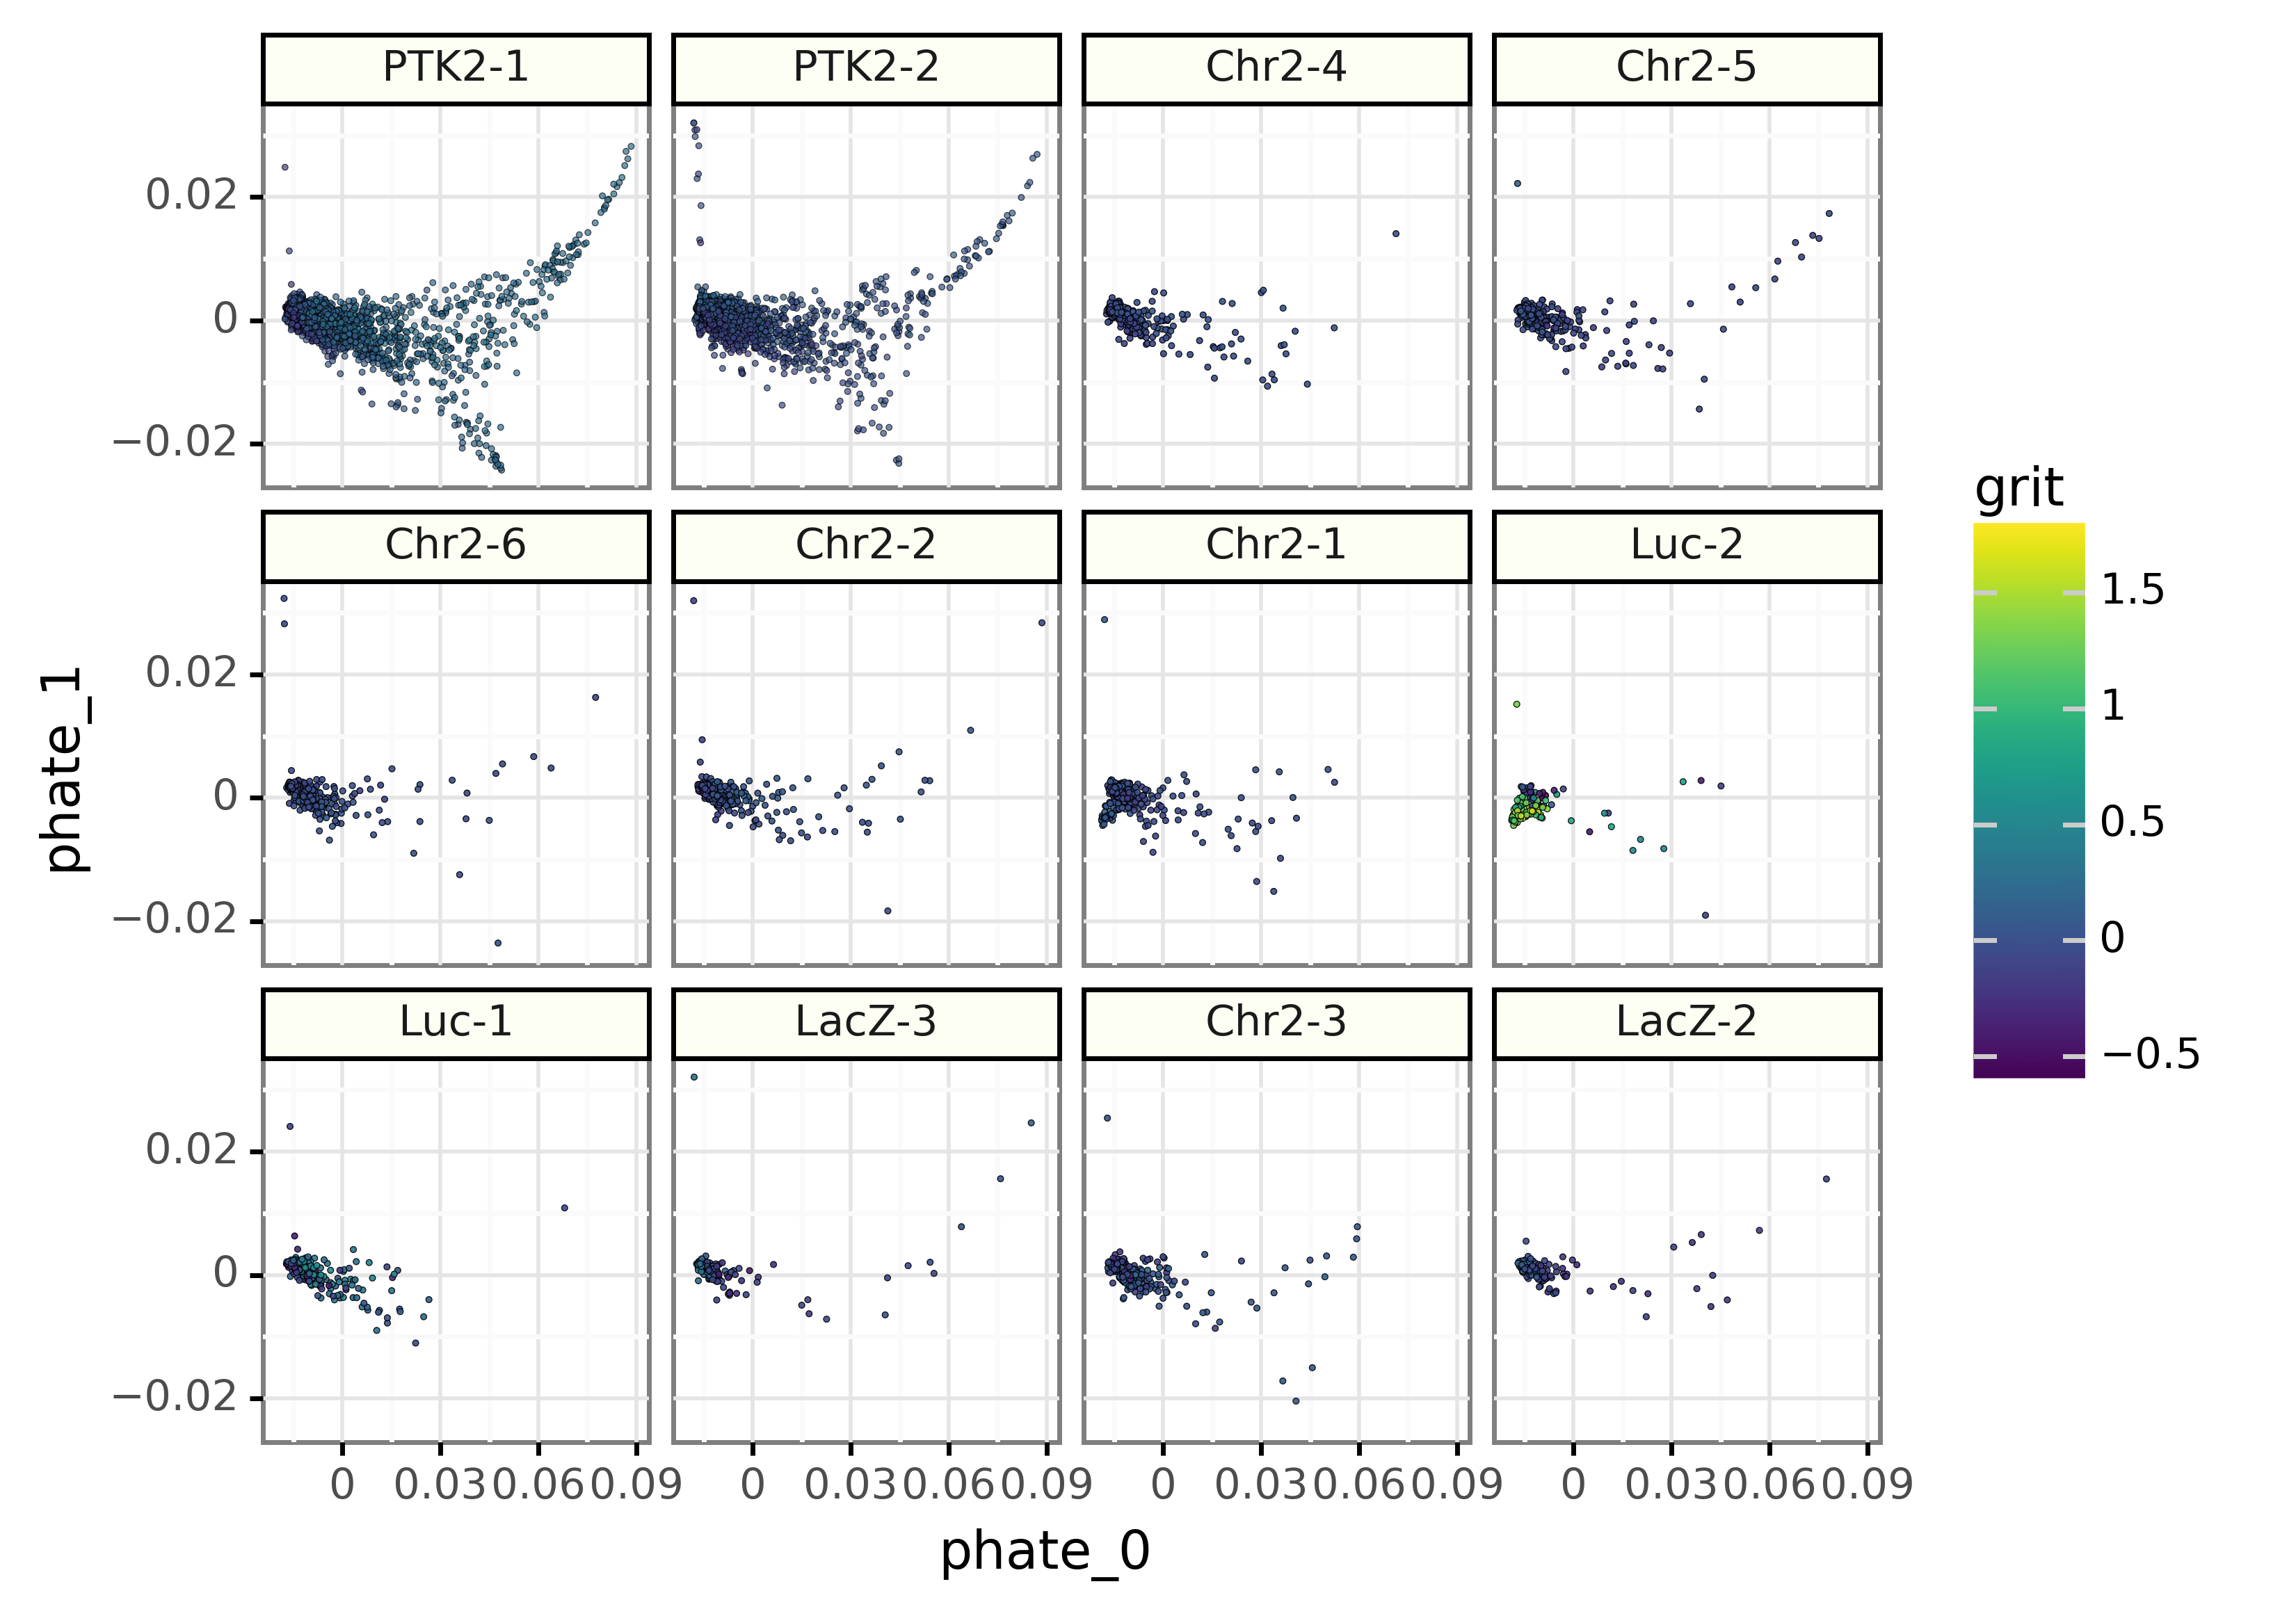 PTK2-1 PTK2-2 Chr2-4 Chr2-5
0.02
0
−0.02
Chr2-6 Chr2-2 Chr2-1 Luc-2
0.02
0
−0.02
Luc-1 LacZ-3 Chr2-3 LacZ-2
0.02
0
−0.02
0 0.03 0.06 0.09 0 0.03 0.06 0.09 0 0.03 0.06 0.09 0 0.03 0.06 0.09
phate_0
phate_1
grit
1.5
1
0.5
0
−0.5